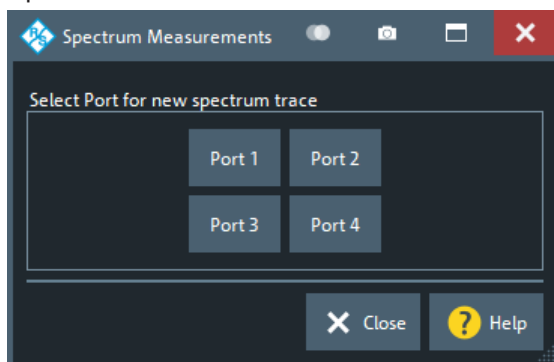 Spectrum Measurements
Select Port for new spectrum trace
Port 1 Port 2
Port 3 Port 4
Close Help